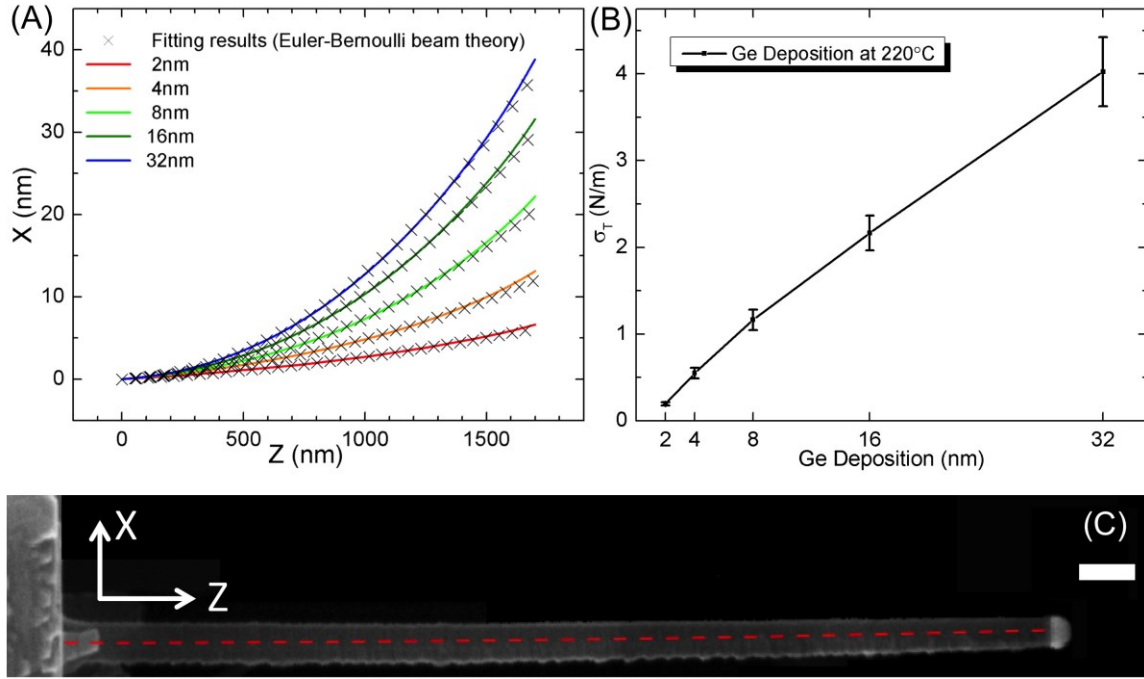 (A)
X (nm)
40
30
20
10
0
Fitting results (Euler-Bernoulli beam theory)
2nm
4nm
8nm
16nm
32nm
0 500 1000 1500
Z (nm)
(B)
σT (N/m)
4
3
2
1
0
Ge Deposition at 220°C
2 4 8 16 32
Ge Deposition (nm)
(C)
X
Z